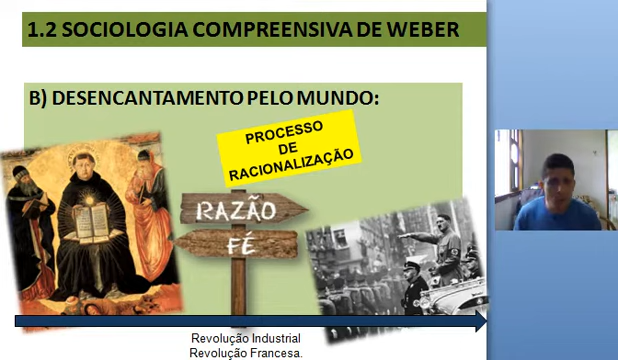 1.2 SOCIOLOGIA COMPREENSIVA DE WEBER
B) DESENCANTAMENTO PELO MUNDO:
PROCESSO
DE
RACIONALIZAÇÃO
RAZÃO
FÉ
Revolução Industrial
Revolução Francesa.